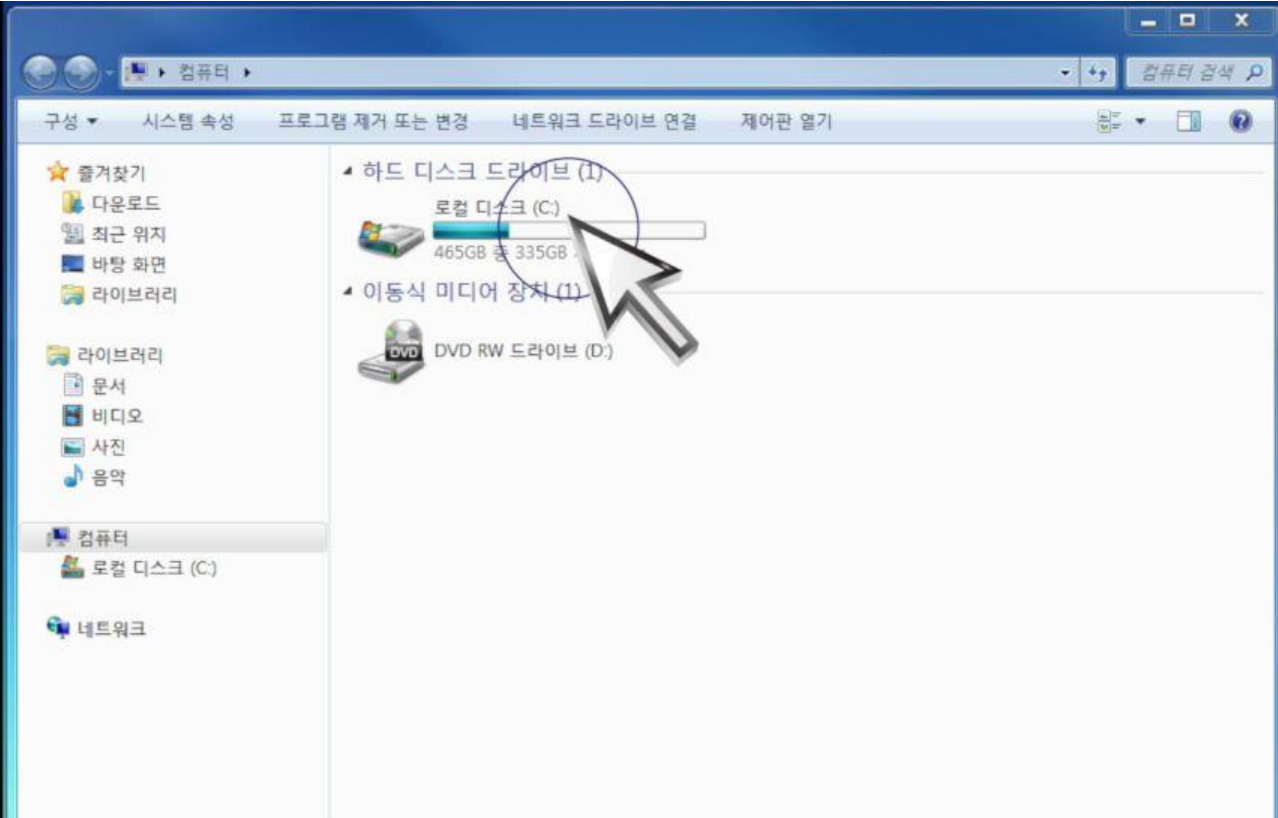 컴퓨터
컴퓨터 검색
구성 시스템 속성 프로그램 제거 또는 변경 네트워크 드라이브 연결 제어판 열기
즐겨찾기
다운로드
최근 위치
바탕 화면
라이브러리
라이브러리
문서
비디오
사진
음악
컴퓨터
로컬 디스크 (C:)
네트워크
하드 디스크 드라이브 (1)
로컬 디스크 (C:)
465GB 중 335GB
이동식 미디어 장치 (1)
DVD
DVD RW 드라이브 (D:)